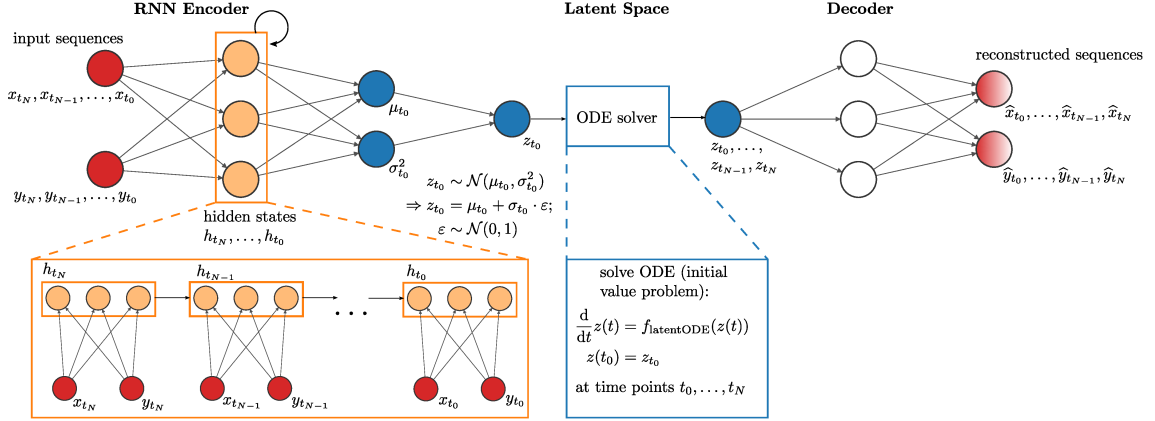 RNN Encoder
Latent Space
Decoder
input sequences
x_{t_N}, x_{t_{N-1}}, ..., x_{t_0}
y_{t_N}, y_{t_{N-1}}, ..., y_{t_0}
hidden states
h_{t_N}, ..., h_{t_0}
μ_{t_0}
σ²_{t_0}
z_{t_0}
z_{t_0} ∼ 𝒩(μ_{t_0}, σ²_{t_0})
⇒ z_{t_0} = μ_{t_0} + σ_{t_0} · ε;
ε ∼ 𝒩(0, 1)
ODE solver
z_{t_0}, ...,
z_{t_{N-1}}, z_{t_N}
reconstructed sequences
x̂_{t_0}, ..., x̂_{t_{N-1}}, x̂_{t_N}
ŷ_{t_0}, ..., ŷ_{t_{N-1}}, ŷ_{t_N}
h_{t_N}
h_{t_{N-1}}
h_{t_0}
...
x_{t_N}
y_{t_N}
x_{t_{N-1}}
y_{t_{N-1}}
x_{t_0}
y_{t_0}
solve ODE (initial
value problem):
d/dt z(t) = f_{latentODE}(z(t))
z(t_0) = z_{t_0}
at time points t_0, ..., t_N